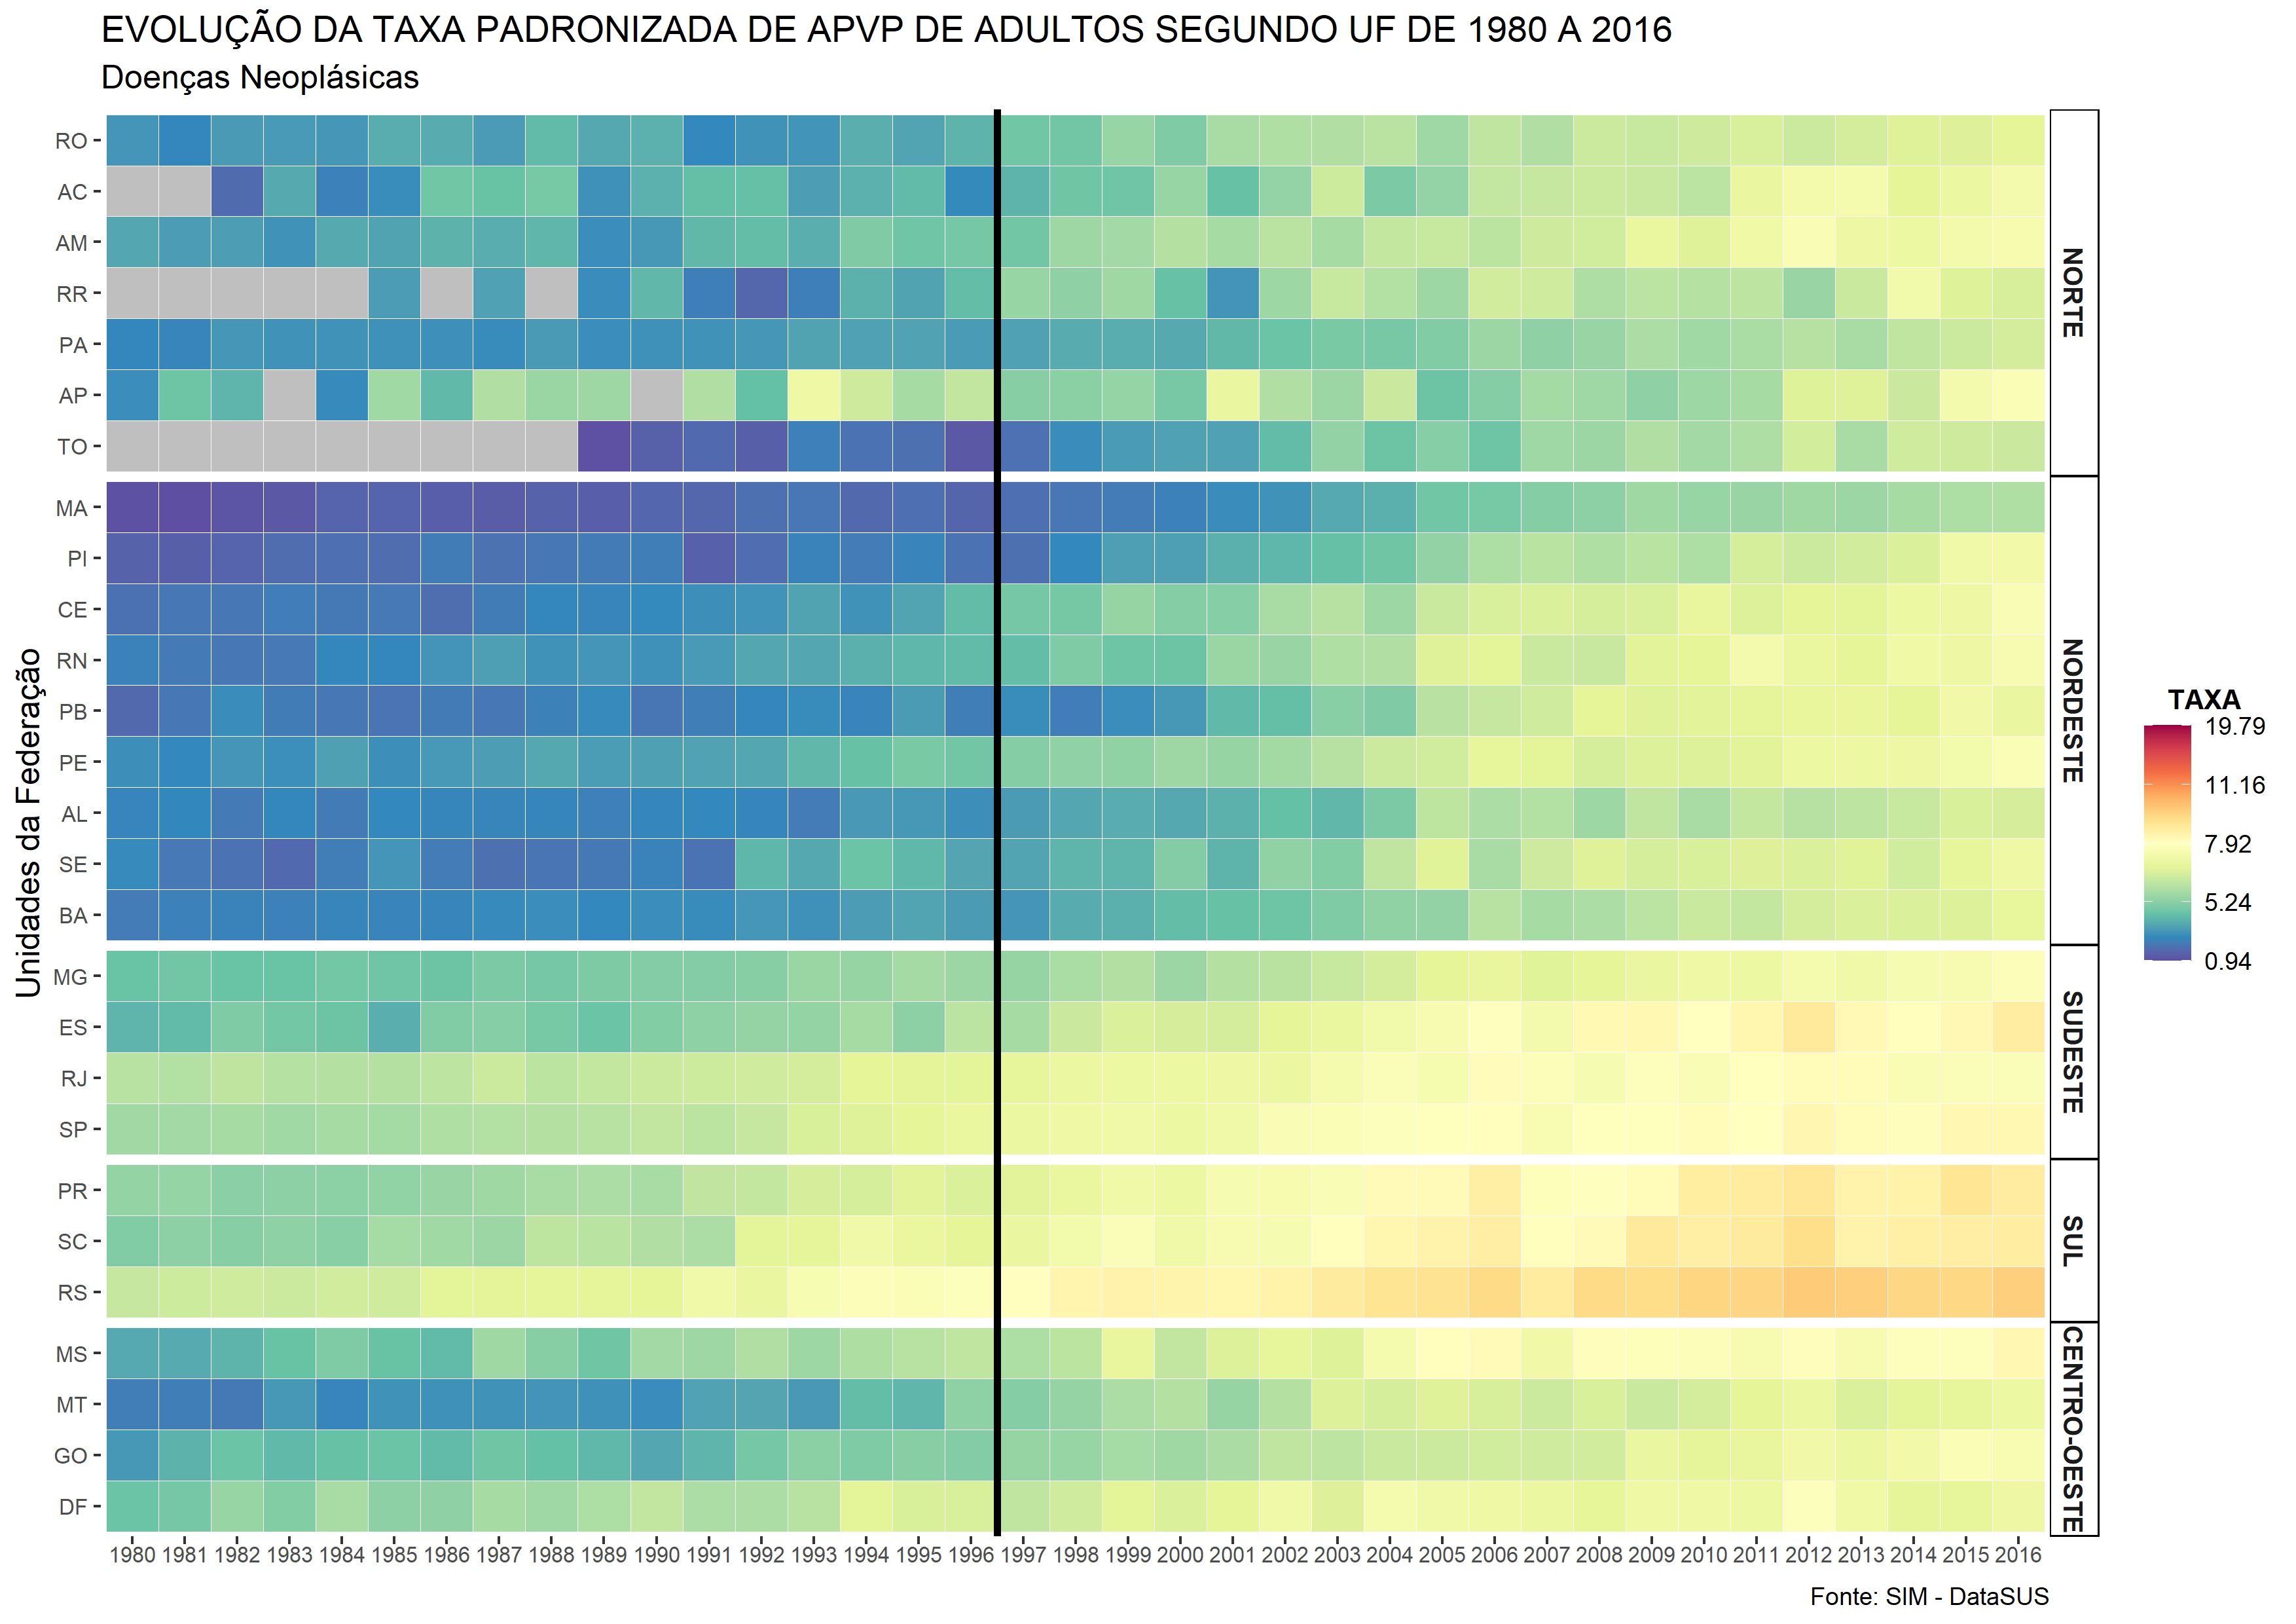 EVOLUÇÃO DA TAXA PADRONIZADA DE APVP DE ADULTOS SEGUNDO UF DE 1980 A 2016
Doenças Neoplásicas
Unidades da Federação
RO
AC
AM
RR
PA
AP
TO
NORTE
MA
PI
CE
RN
PB
PE
AL
SE
BA
NORDESTE
MG
ES
RJ
SP
SUDESTE
PR
SC
RS
SUL
MS
MT
GO
DF
CENTRO-OESTE
1980 1981 1982 1983 1984 1985 1986 1987 1988 1989 1990 1991 1992 1993 1994 1995 1996 1997 1998 1999 2000 2001 2002 2003 2004 2005 2006 2007 2008 2009 2010 2011 2012 2013 2014 2015 2016
TAXA
19.79
11.16
7.92
5.24
0.94
Fonte: SIM - DataSUS